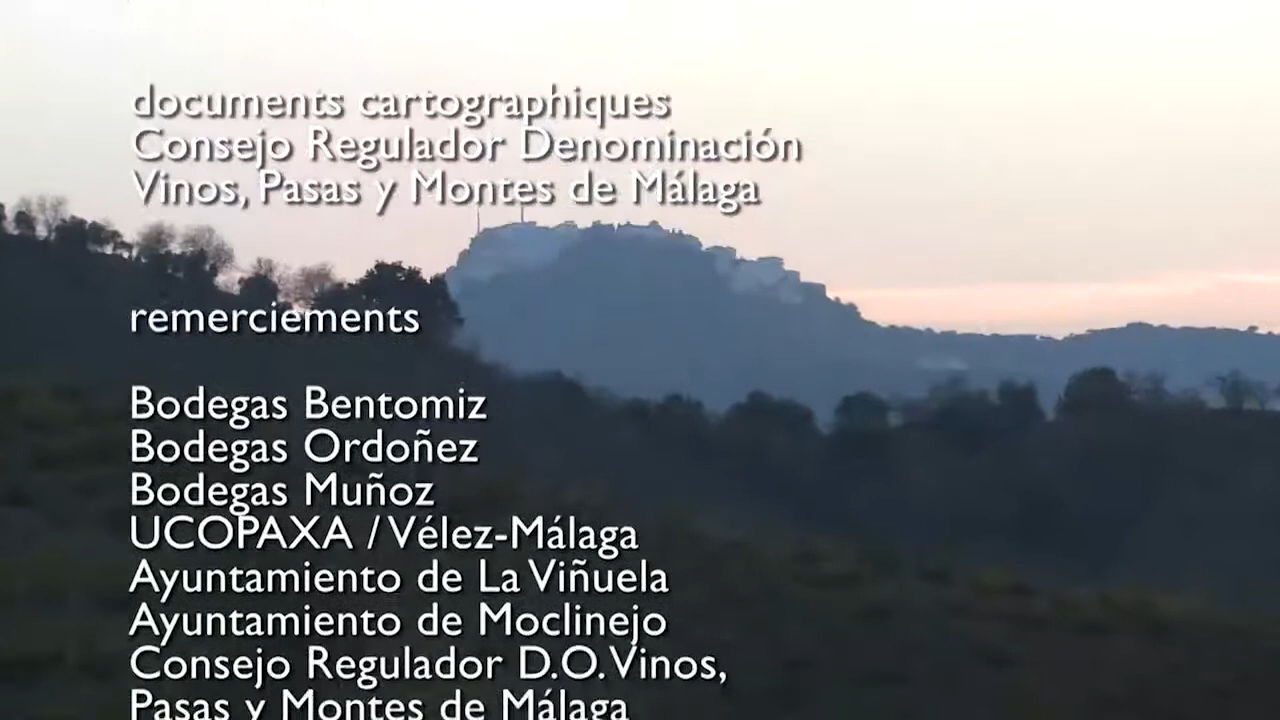 documents cartographiques
Consejo Regulador Denominación
Vinos, Pasas y Montes de Málaga
remerciements
Bodegas Bentomiz
Bodegas Ordoñez
Bodegas Muñoz
UCOPAXA / Vélez-Málaga
Ayuntamiento de La Viñuela
Ayuntamiento de Moclinejo
Consejo Regulador D.O. Vinos,
Pasas y Montes de Málaga